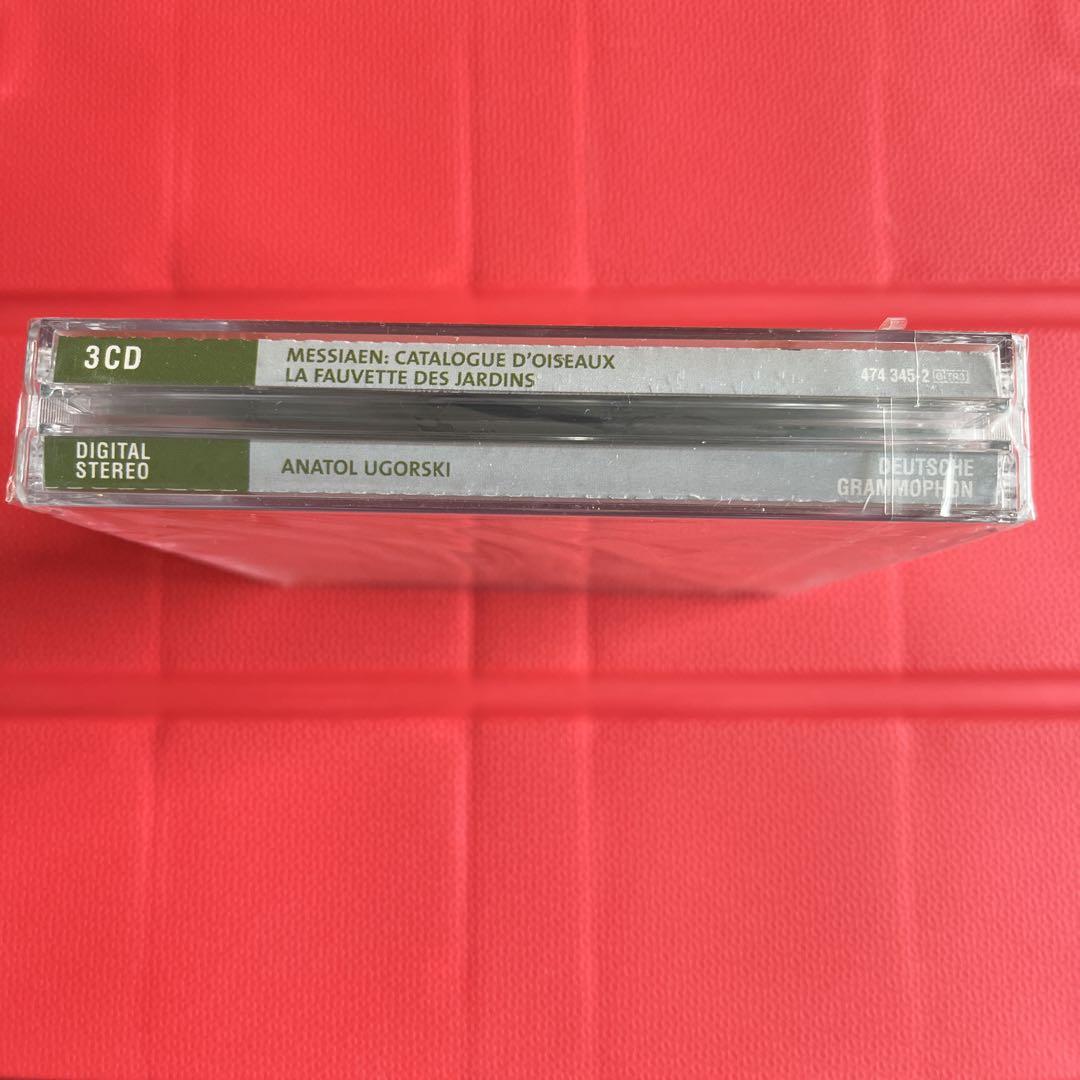 3CD
MESSIAEN: CATALOGUE D'OISEAUX
LA FAUVETTE DES JARDINS
474 345-2
DIGITAL
STEREO
ANATOL UGORSKI
DEUTSCHE
GRAMMOPHON